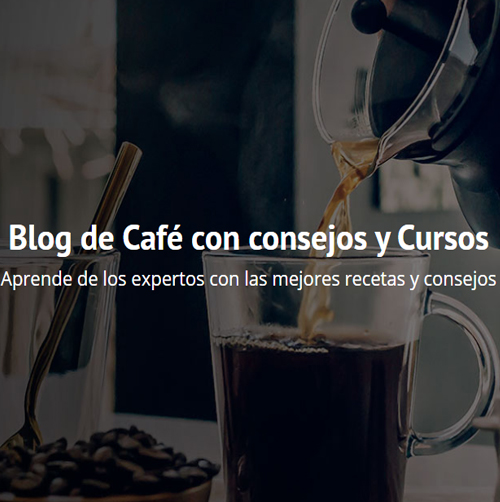 Blog de Café con consejos y Cursos
Aprende de los expertos con las mejores recetas y consejos